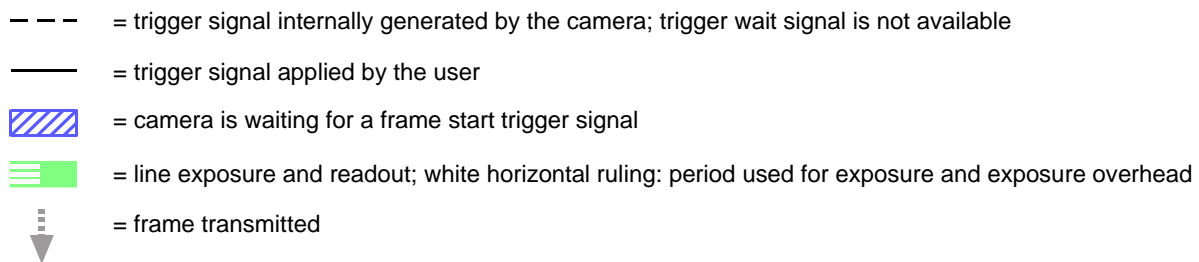 = trigger signal internally generated by the camera; trigger wait signal is not available
= trigger signal applied by the user
= camera is waiting for a frame start trigger signal
= line exposure and readout; white horizontal ruling: period used for exposure and exposure overhead
= frame transmitted